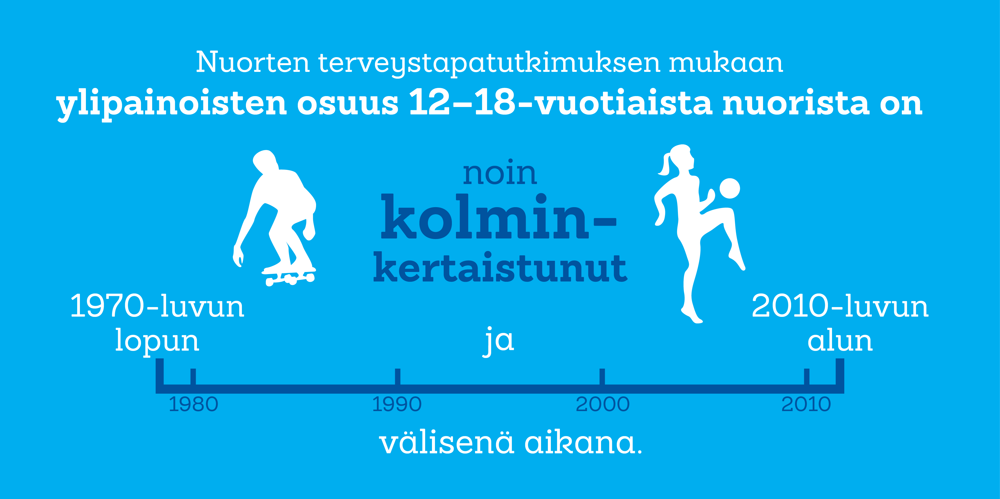 Nuorten terveystapatutkimuksen mukaan
ylipainoisten osuus 12–18-vuotiaista nuorista on
noin
kolmin-
kertaistunut
1970-luvun
lopun
ja
2010-luvun
alun
1980 1990 2000 2010
välisenä aikana.